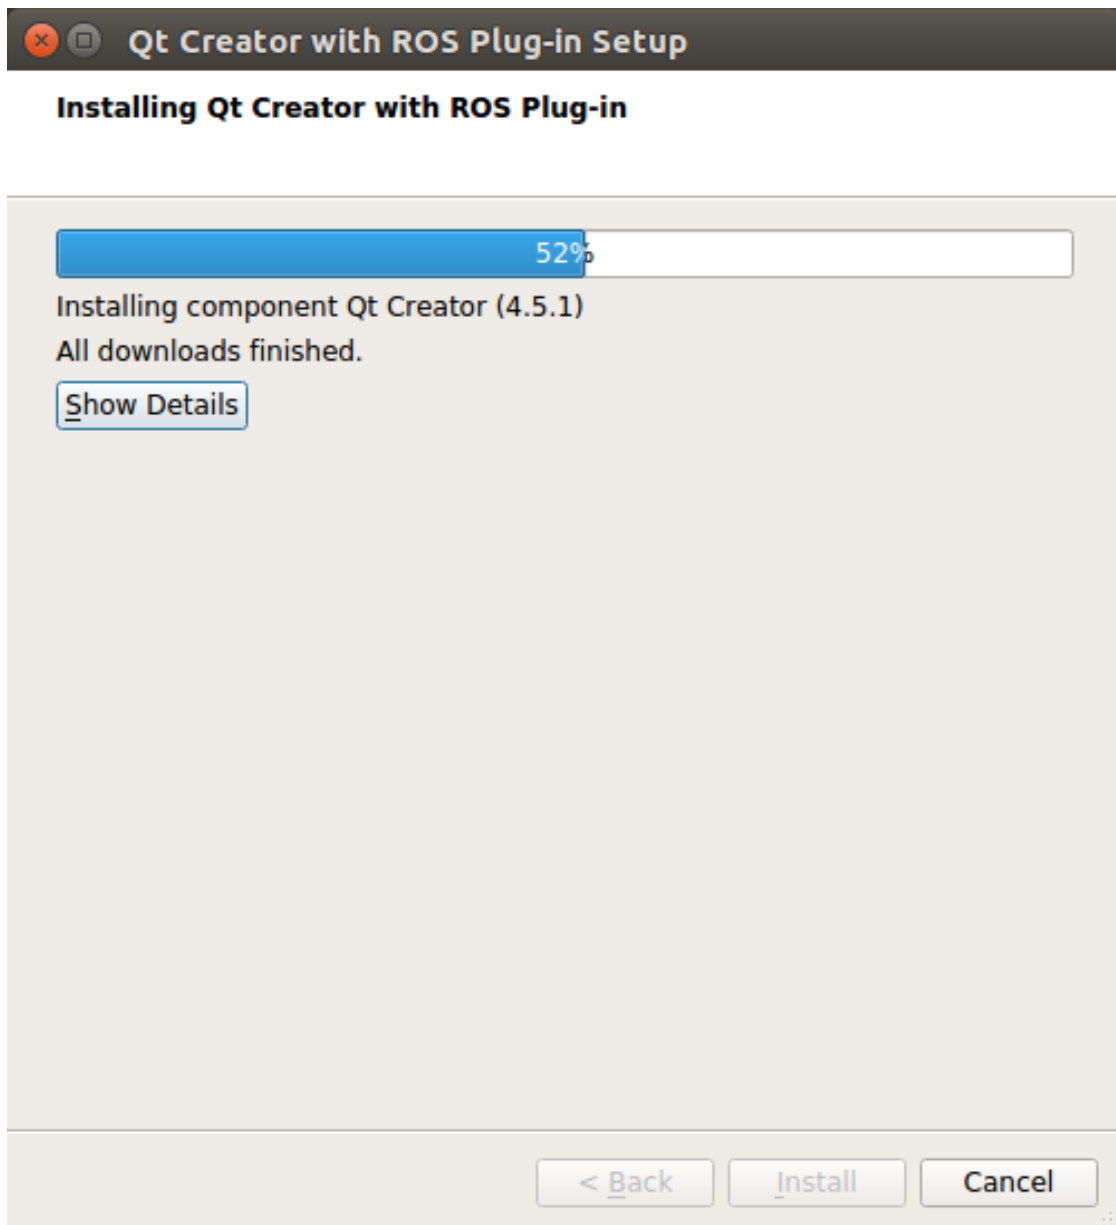 Qt Creator with ROS Plug-in Setup
Installing Qt Creator with ROS Plug-in
52%
Installing component Qt Creator (4.5.1)
All downloads finished.
Show Details
< Back Install Cancel